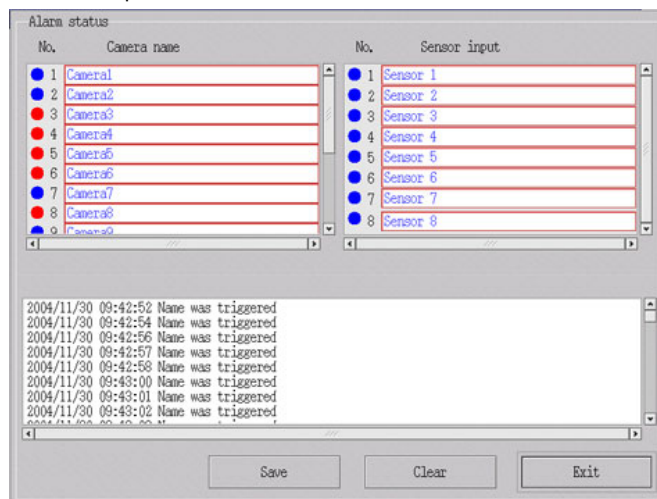 Alarm status
No. Camera name
1 Camera1
2 Camera2
3 Camera3
4 Camera4
5 Camera5
6 Camera6
7 Camera7
8 Camera8
9 Camera9
No. Sensor input
1 Sensor 1
2 Sensor 2
3 Sensor 3
4 Sensor 4
5 Sensor 5
6 Sensor 6
7 Sensor 7
8 Sensor 8
2004/11/30 09:42:52 Name was triggered
2004/11/30 09:42:54 Name was triggered
2004/11/30 09:42:56 Name was triggered
2004/11/30 09:42:57 Name was triggered
2004/11/30 09:42:58 Name was triggered
2004/11/30 09:43:00 Name was triggered
2004/11/30 09:43:01 Name was triggered
2004/11/30 09:43:02 Name was triggered
Save Clear Exit